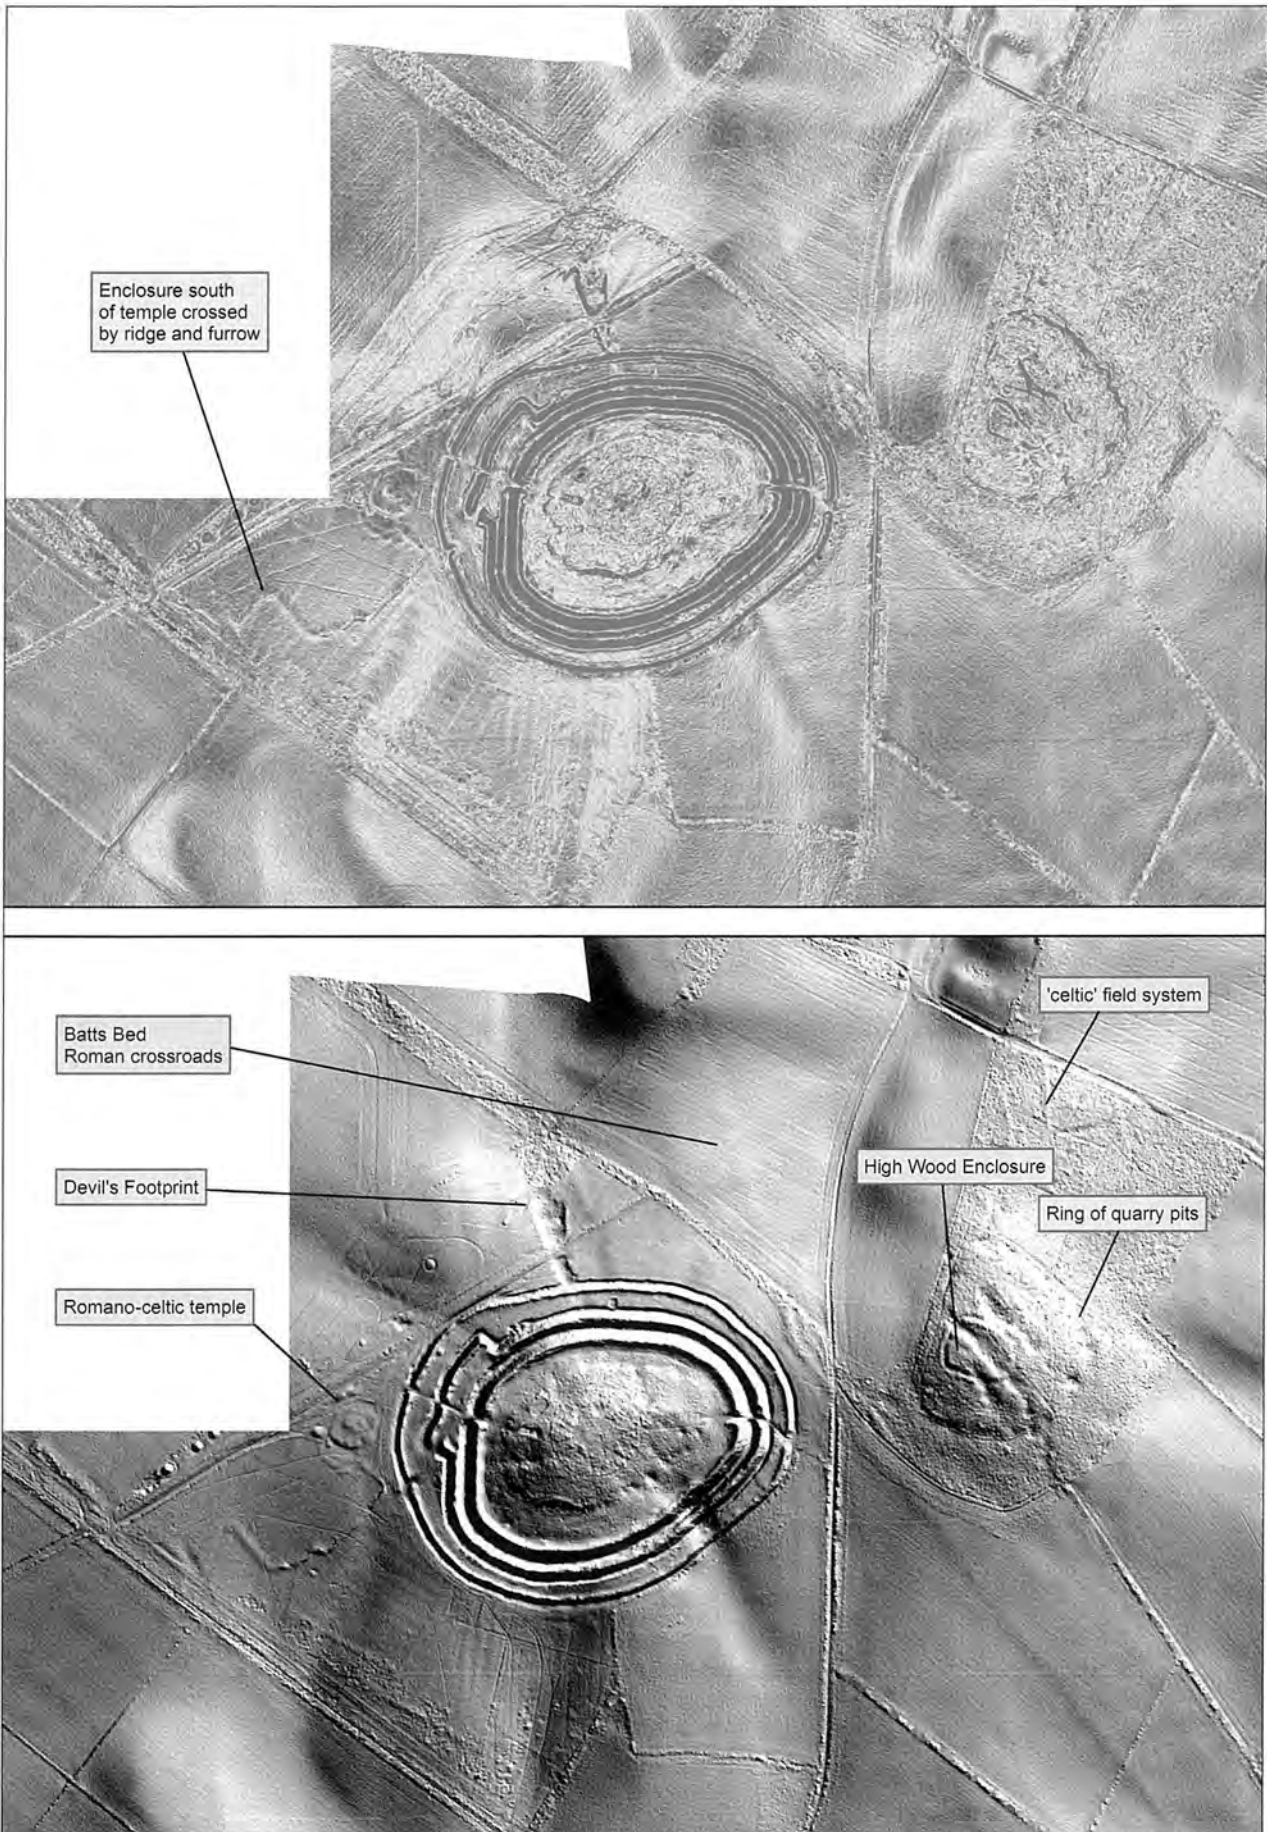 Enclosure south
of temple crossed
by ridge and furrow
'celtic' field system
Batts Bed
Roman crossroads
High Wood Enclosure
Devil's Footprint
Ring of quarry pits
Romano-celtic temple